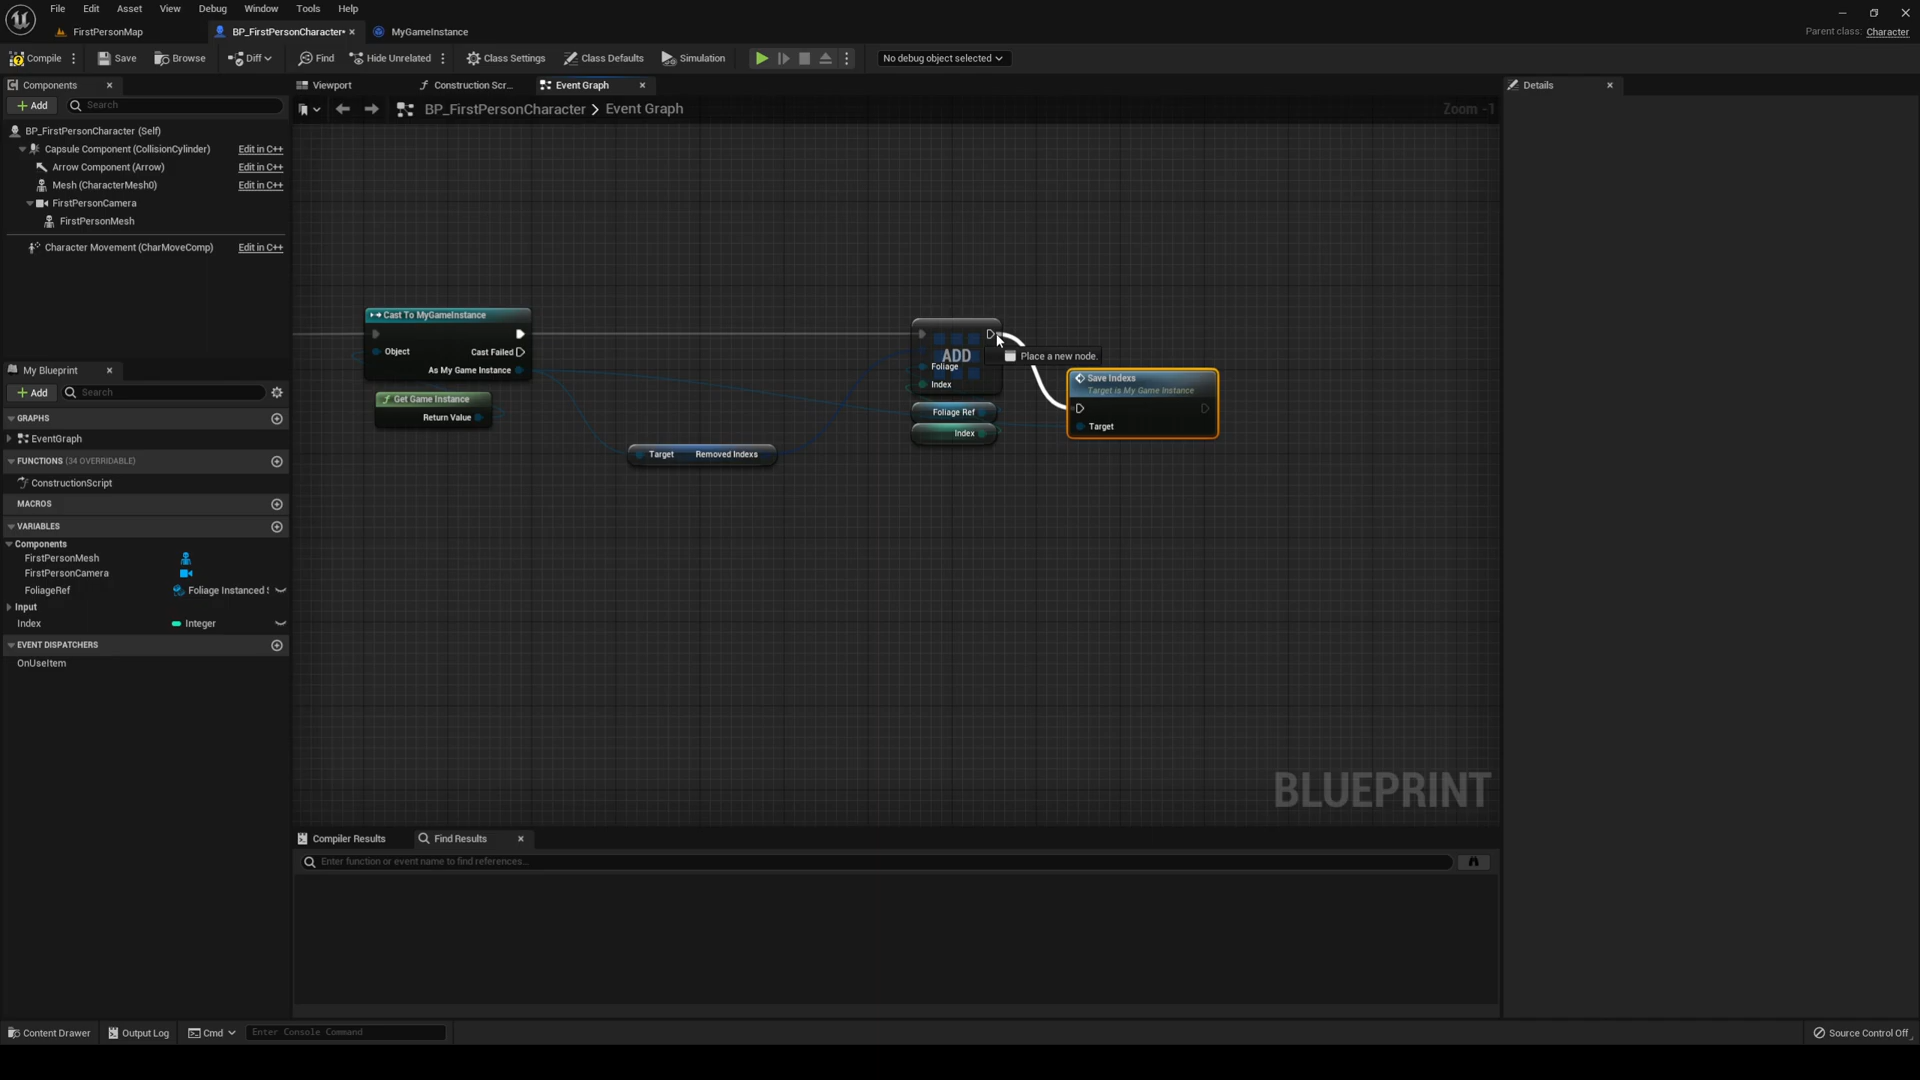 File Edit Asset View Debug Window Tools Help
FirstPersonMap BP_FirstPersonCharacter• MyGameInstance
Parent class: Character
Compile Save Browse Diff Find Hide Unrelated Class Settings Class Defaults Simulation No debug object selected
Components Viewport Construction Scr... Event Graph Details
Add Search
BP_FirstPersonCharacter > Event Graph
Zoom -1
BP_FirstPersonCharacter (Self)
Capsule Component (CollisionCylinder) Edit in C++
Arrow Component (Arrow) Edit in C++
Mesh (CharacterMesh0) Edit in C++
FirstPersonCamera
FirstPersonMesh
Character Movement (CharMoveComp) Edit in C++
Cast To MyGameInstance
Object
Cast Failed
As My Game Instance
Get Game Instance
Return Value
Target Removed Indexs
ADD
Foliage
Index
Foliage Ref
Index
Place a new node.
Save Indexs
Target is My Game Instance
Target
My Blueprint
Add Search
GRAPHS
EventGraph
FUNCTIONS (34 OVERRIDABLE)
ConstructionScript
MACROS
VARIABLES
Components
FirstPersonMesh
FirstPersonCamera
FoliageRef Foliage Instanced
Input
Index Integer
EVENT DISPATCHERS
OnUseItem
BLUEPRINT
Compiler Results Find Results
Enter function or event name to find references...
Content Drawer Output Log Cmd Enter Console Command Source Control Off